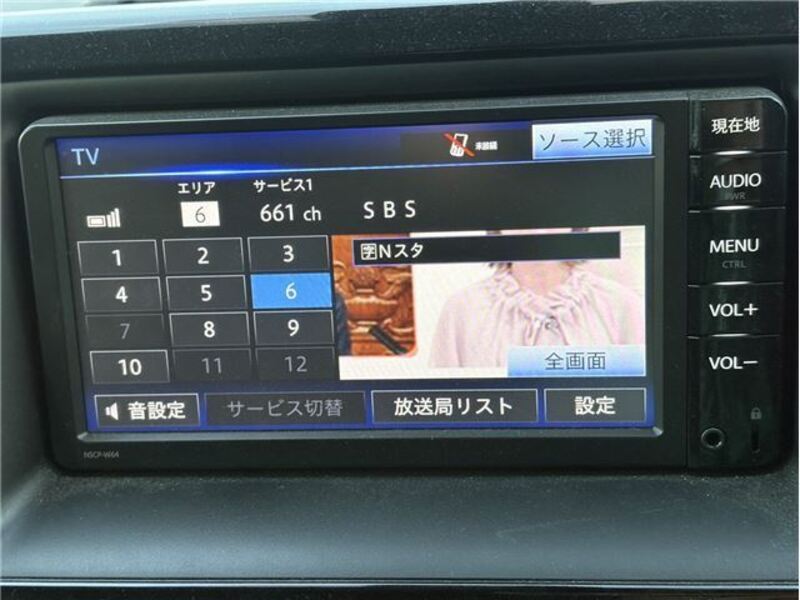 TV
未接続
ソース選択
エリア
サービス1
6
661 ch
SBS
1
2
3
4
5
6
7
8
9
10
11
12
字Nスタ
全画面
音設定
サービス切替
放送局リスト
設定
現在地
AUDIO
PWR
MENU
CTRL
VOL+
VOL−
NSCP-W64